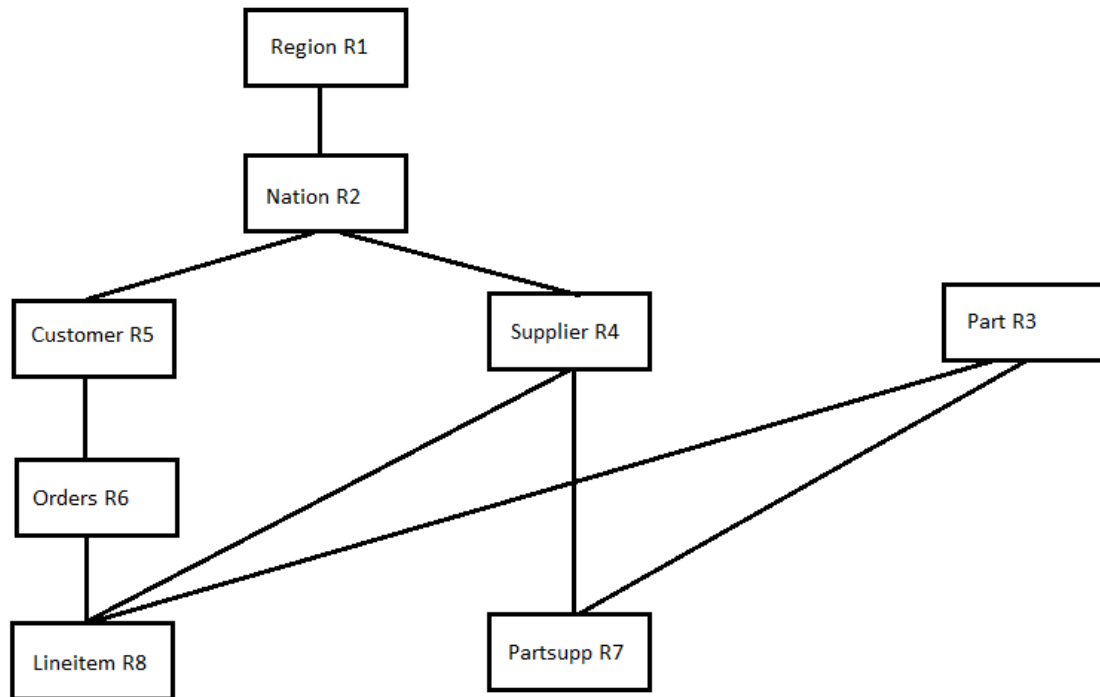 Region R1
Nation R2
Customer R5
Supplier R4
Part R3
Orders R6
Lineitem R8
Partsupp R7